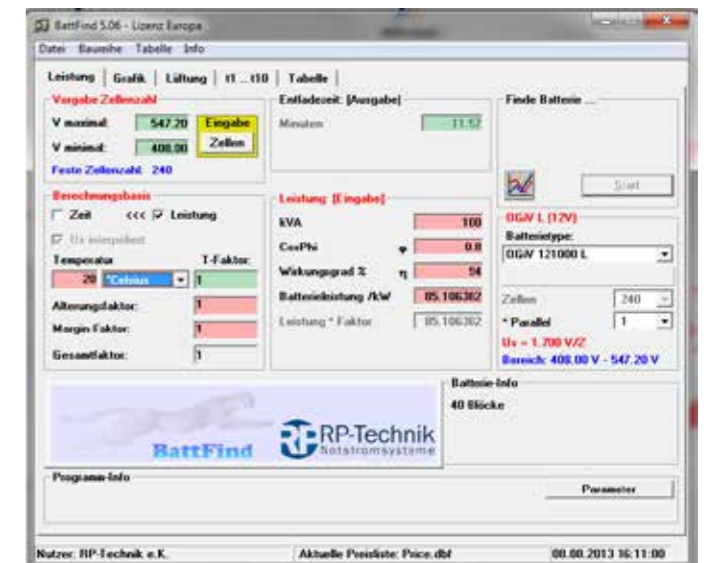 BattFind 5.06 - Lizenz Europa
Datei Baureihe Tabelle Info
Leistung Grafik Lüftung t1 .. t10 Tabelle
Vorgabe Zellenzahl
V maximal: 547.20 Eingabe
V minimal: 408.00 Zellen
Feste Zellenzahl: 240
Entladezeit: [Ausgabe]
Minuten 11.57
Finde Batterie ...
Start
Berechnungsbasis
Zeit <<< Leistung
Us interpoliert
Temperatur T-Faktor:
20 °Celsius 1
Alterungsfaktor: 1
Margin Faktor: 1
Gesamtfaktor: 1
Leistung [Eingabe]
kVA 100
CosPhi φ 0.8
Wirkungsgrad % η 94
Batterieleistung /kW 85.106382
Leistung * Faktor 85.106382
OGiV L (12V)
Batterietype:
OGiV 121000 L
Zellen 240
* Parallel 1
Us = 1.700 V/Z
Bereich: 408.00 V - 547.20 V
BattFind
RP RP-Technik
Notstromsysteme
Batterie-Info
40 Blöcke
Programm-Info
Parameter
Nutzer: RP-Technik e.K. Aktuelle Preisliste: Price.dbf 08.08.2013 16:11:00